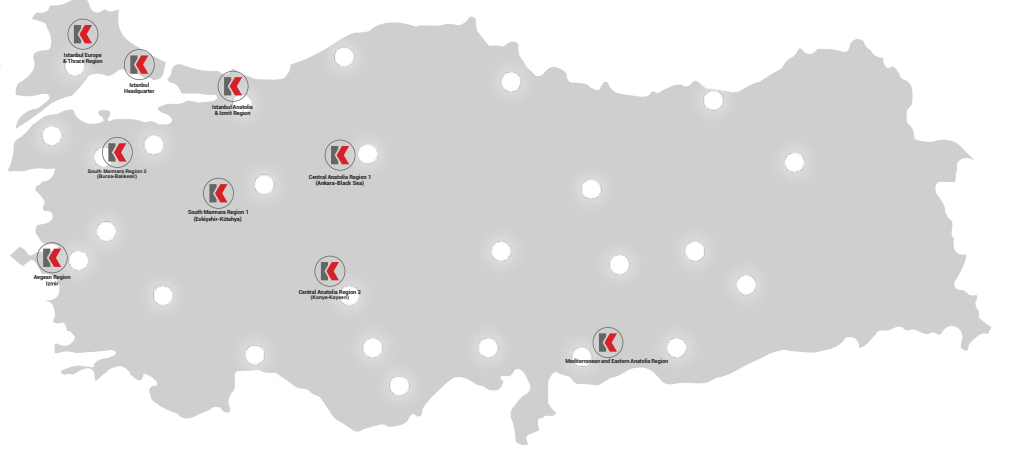 Istanbul Europe
& Thrace Region
Istanbul
Headquarter
Istanbul Anatolia
& Izmit Region
South Marmara Region 2
(Bursa-Balıkesir)
Central Anatolia Region 1
(Ankara-Black Sea)
South Marmara Region 1
(Eskişehir-Kütahya)
Aegean Region
Izmir
Central Anatolia Region 2
(Konya-Kayseri)
Mediterranean and Eastern Anatolia Region